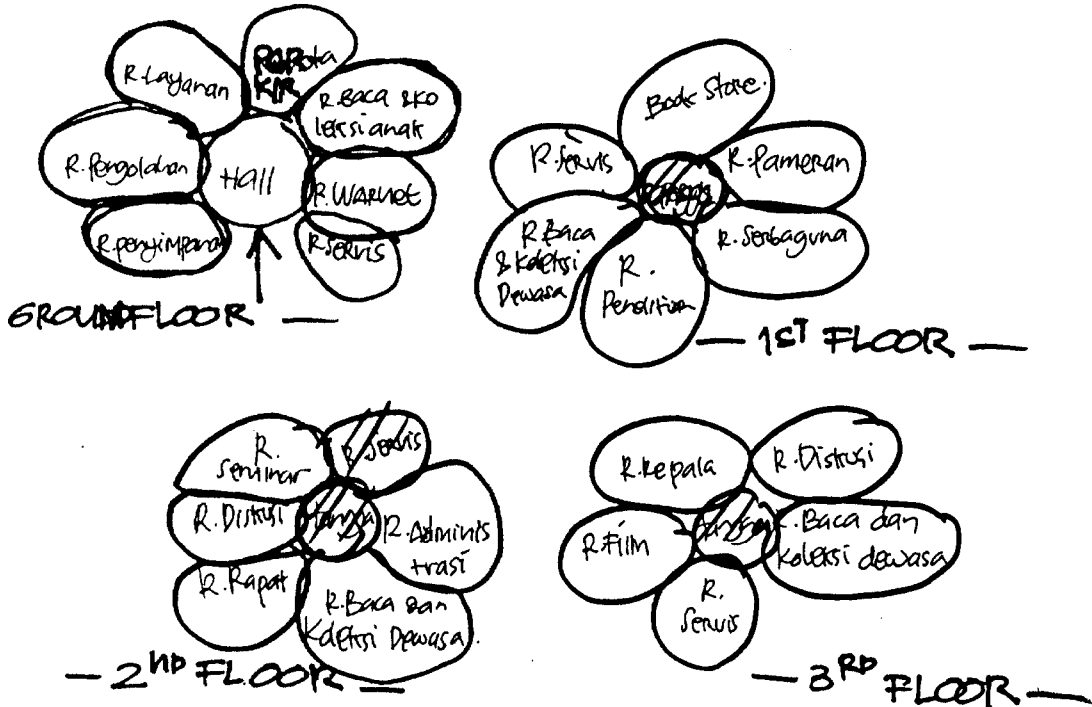 R.Layanan
R.Baca &Ko
leksi anak
R.Pengolahan
Hall
R.Warnet
R.penyimpana
R.Servis
GROUNDFLOOR
Book Store.
R.Servis
R.Pameran
R.Baca
& Koleksi
Dewasa
R.
R.Serbaguna
1ST FLOOR
R.
Seminar
R.Servis
R.Diskusi
Tangga
R.Adminis
trasi
R.Rapat
R.Baca dan
Koleksi Dewasa.
2ND FLOOR
R.Kepala
R.Diskusi
R.Film
R.Baca dan
Koleksi dewasa
R.
Servis
3RD FLOOR